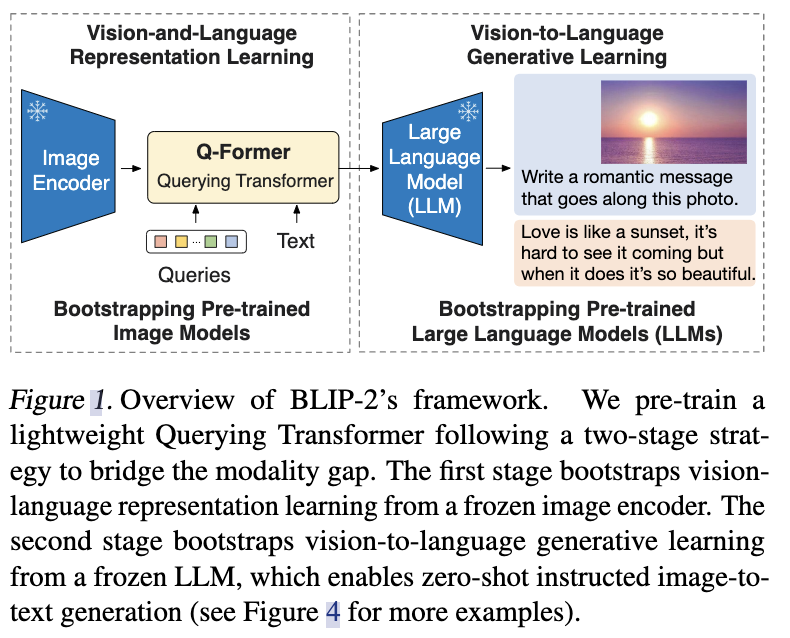 Vision-and-Language
Representation Learning
Vision-to-Language
Generative Learning
Image
Encoder
Q-Former
Querying Transformer
Queries
Text
Large
Language
Model
(LLM)
Write a romantic message
that goes along this photo.
Love is like a sunset, it's
hard to see it coming but
when it does it's so beautiful.
Bootstrapping Pre-trained
Image Models
Bootstrapping Pre-trained
Large Language Models (LLMs)
Figure 1. Overview of BLIP-2's framework. We pre-train a
lightweight Querying Transformer following a two-stage strat-
egy to bridge the modality gap. The first stage bootstraps vision-
language representation learning from a frozen image encoder. The
second stage bootstraps vision-to-language generative learning
from a frozen LLM, which enables zero-shot instructed image-to-
text generation (see Figure 4 for more examples).